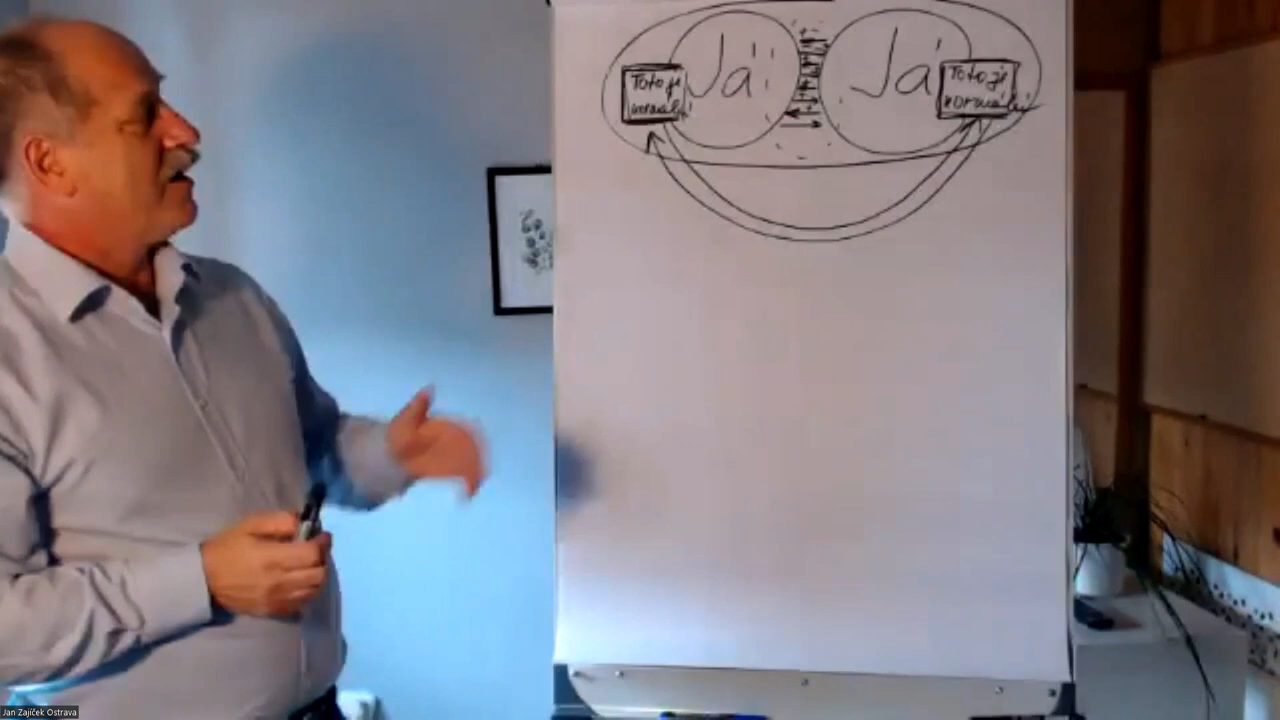 Já
Já
Toto je
normální
Toto je
normální
Jan Zajíček Ostrava